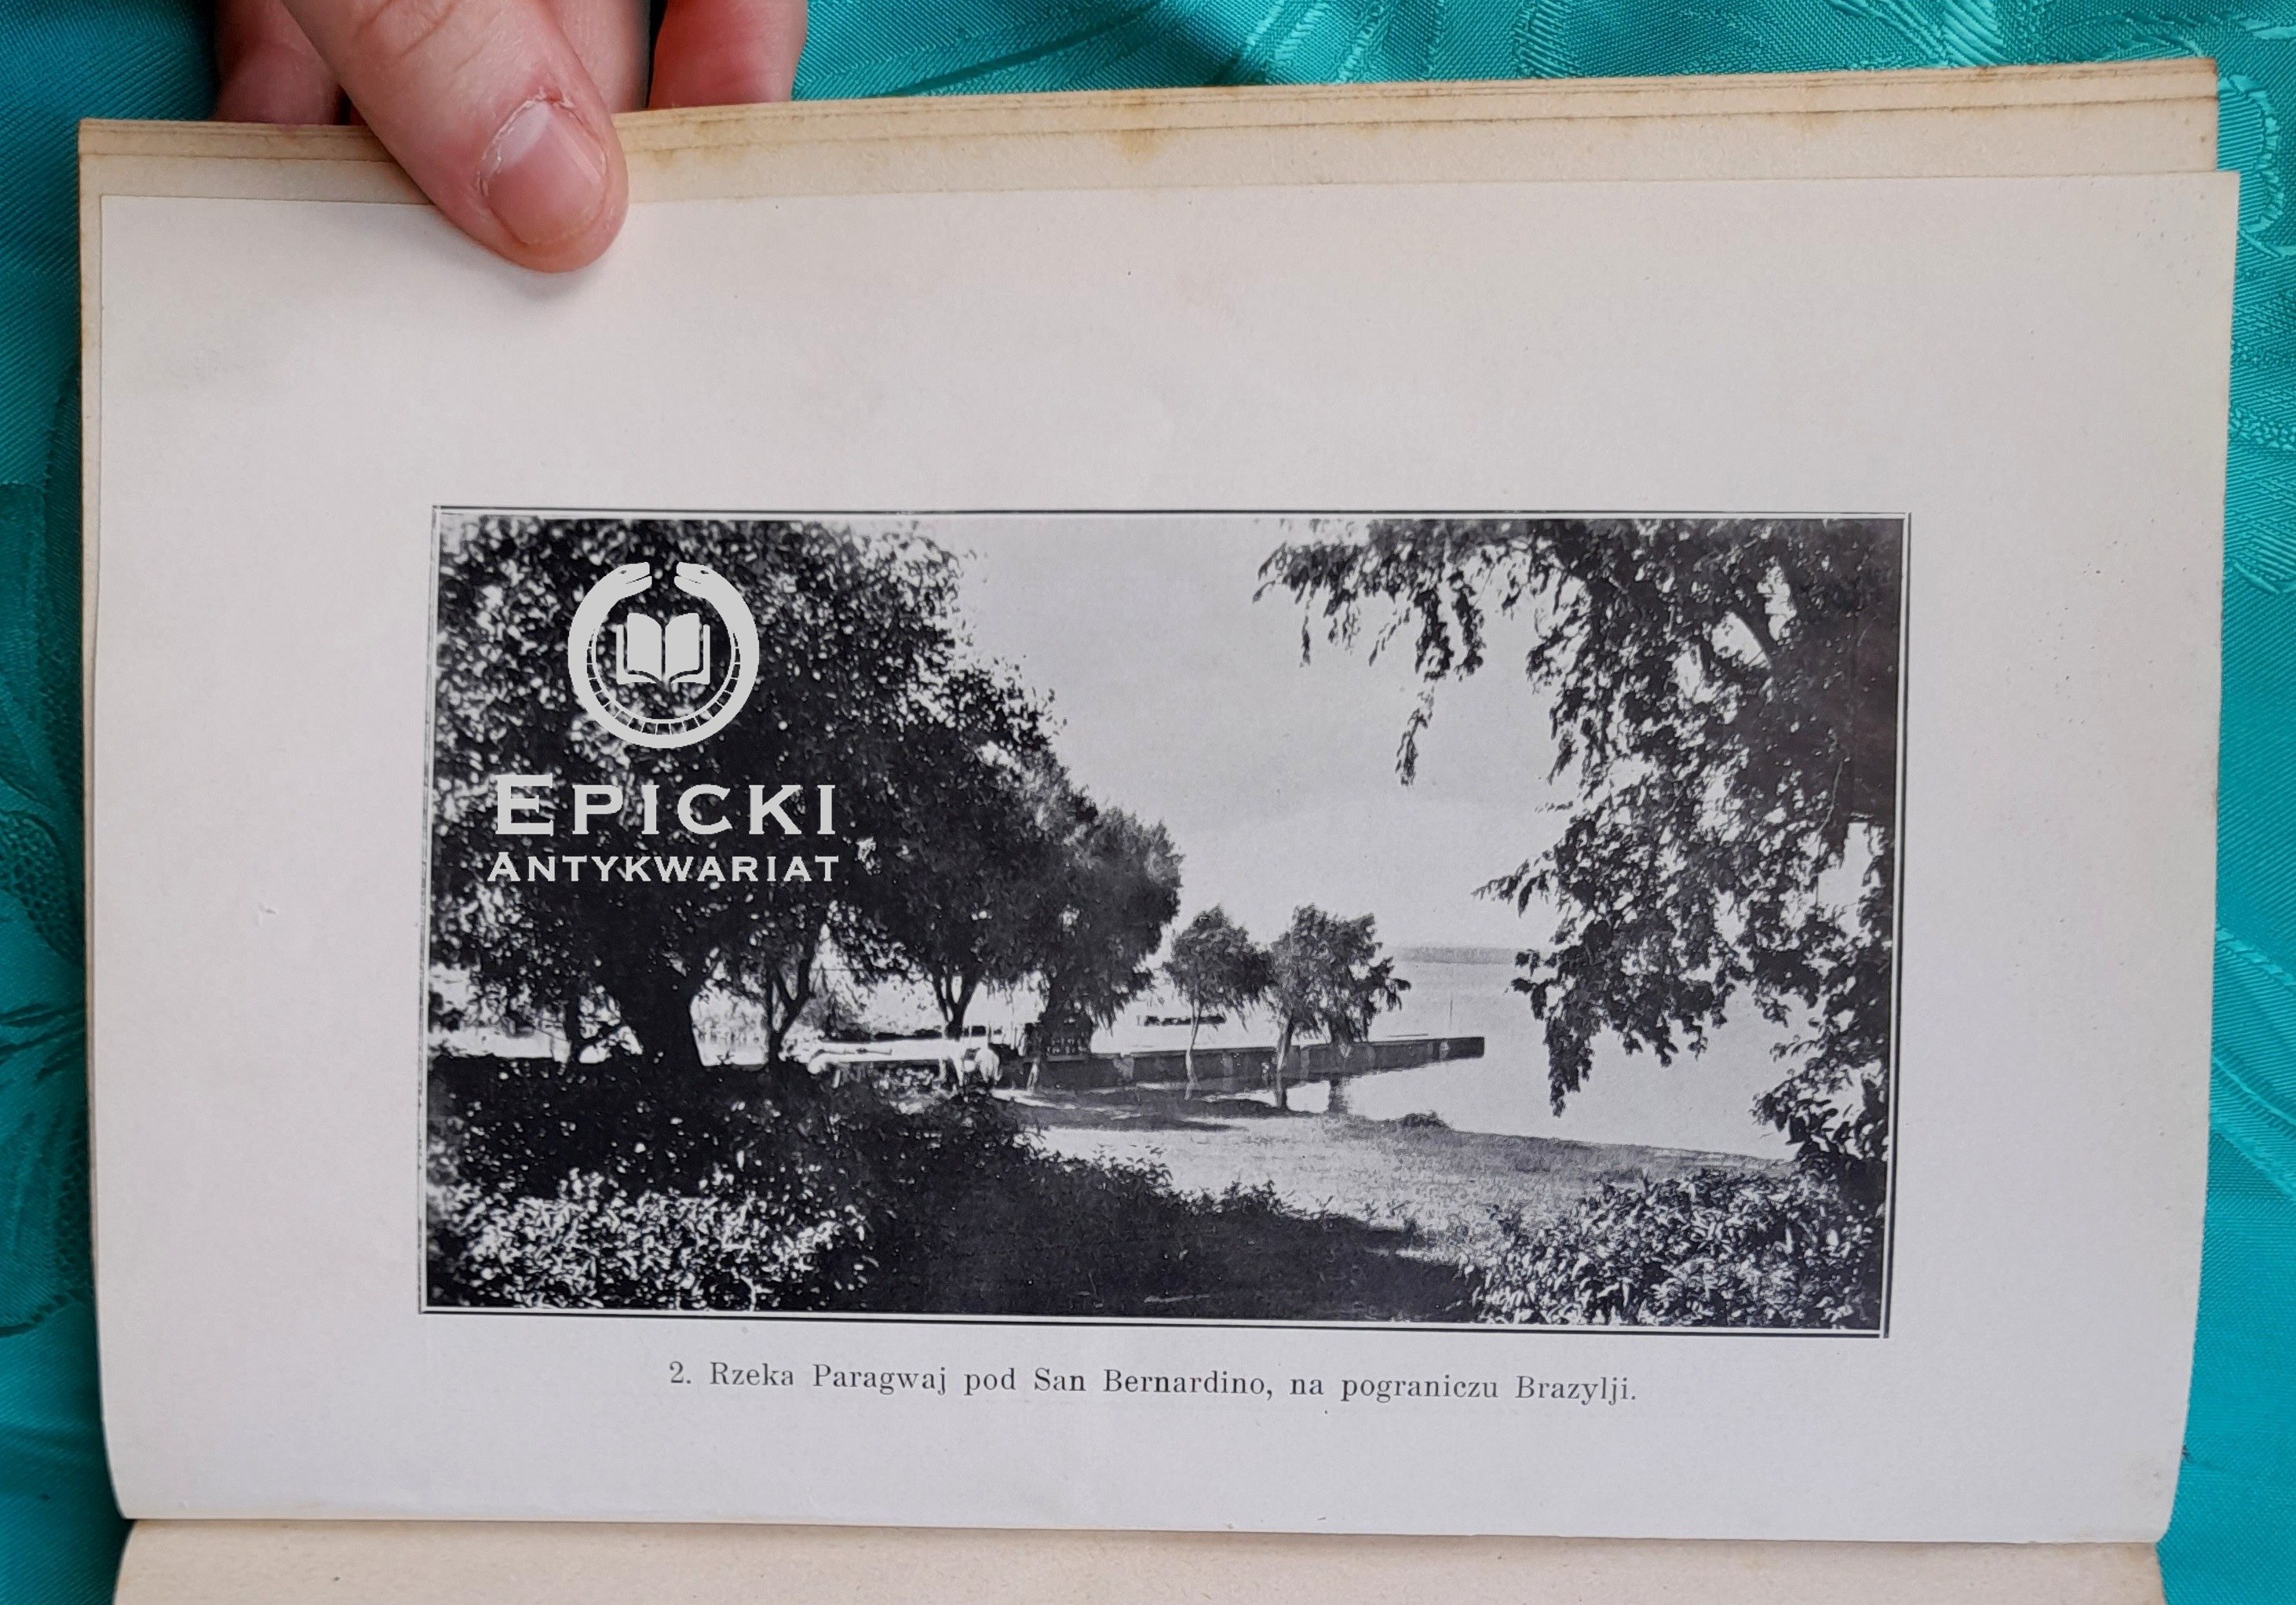 EPICKI
ANTYKWARIAT
2. Rzeka Paragwaj pod San Bernardino, na pograniczu Brazylji.